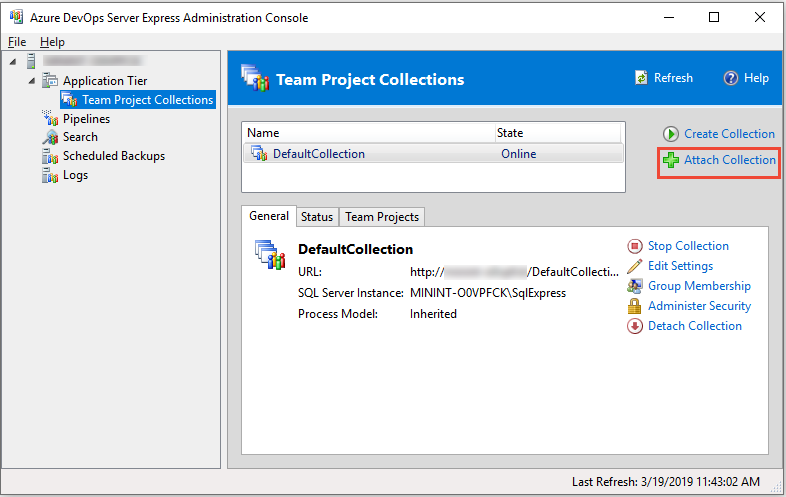 Azure DevOps Server Express Administration Console
File Help
Application Tier
Team Project Collections
Pipelines
Search
Scheduled Backups
Logs
Team Project Collections
Refresh
Help
Name State
DefaultCollection Online
Create Collection
Attach Collection
General Status Team Projects
DefaultCollection
URL: http:// /DefaultCollecti...
SQL Server Instance: MININT-O0VPFCK\SqlExpress
Process Model: Inherited
Stop Collection
Edit Settings
Group Membership
Administer Security
Detach Collection
Last Refresh: 3/19/2019 11:43:02 AM